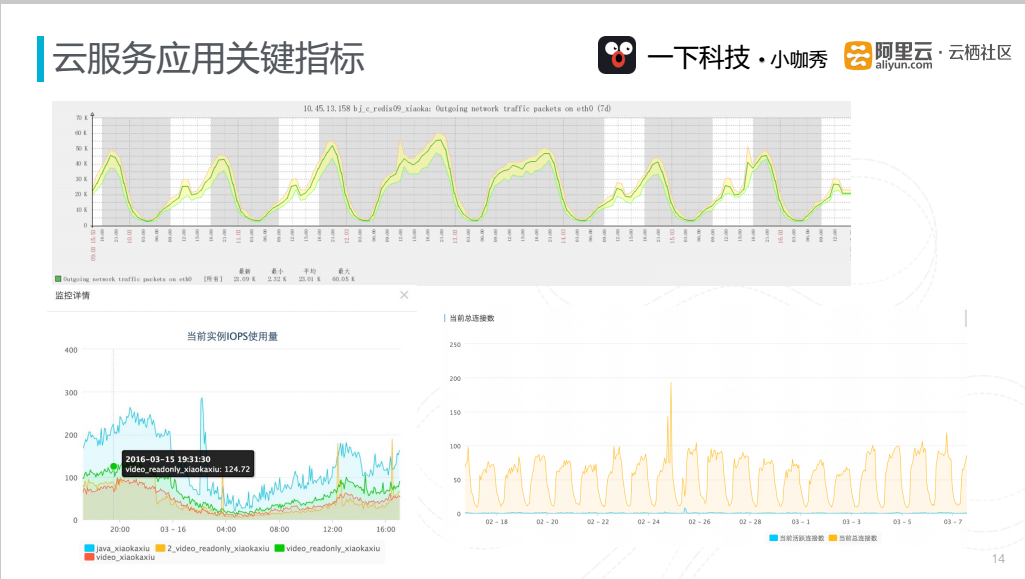 云服务应用关键指标
一下科技·小咖秀
阿里云
aliyun.com
·云栖社区
10.45.13.158 bj_c_redis09_xiaoka: Outgoing network traffic packets on eth0 (7d)
70 K
60 K
50 K
40 K
30 K
20 K
10 K
0
最新 最小 平均 最大
Outgoing network traffic packets on eth0 [所有] 21.09 K 2.32 K 23.01 K 60.05 K
监控详情
当前实例IOPS使用量
400
300
200
100
0
2016-03-15 19:31:30
video_readonly_xiaokaxiu: 124.72
20:00 03-16 04:00 08:00 12:00 16:00
java_xiaokaxiu 2_video_readonly_xiaokaxiu video_readonly_xiaokaxiu
video_xiaokaxiu
当前总连接数
250
200
150
100
50
0
02-18 02-20 02-22 02-24 02-26 02-28 03-1 03-3 03-5 03-7
当前活跃连接数 当前总连接数
14